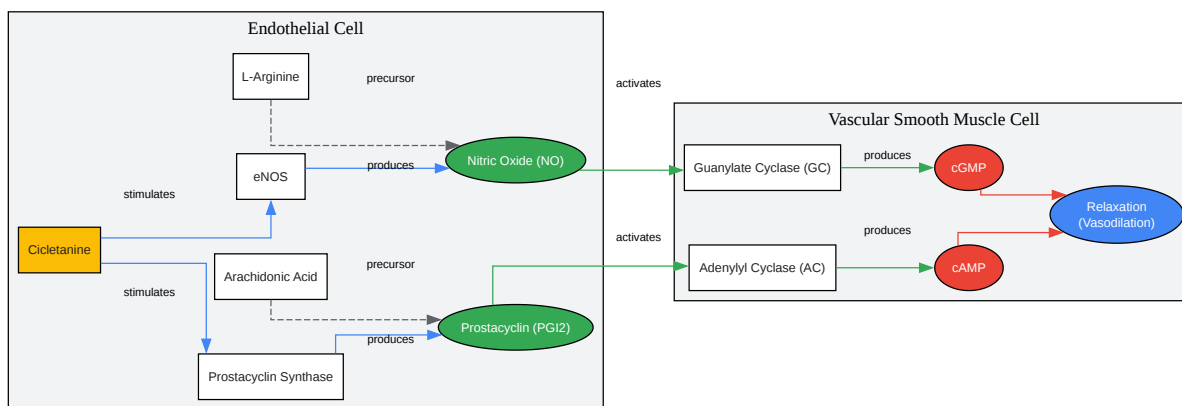 Endothelial Cell
L-Arginine
precursor
activates
Vascular Smooth Muscle Cell
Nitric Oxide (NO)
produces
Guanylate Cyclase (GC)
produces
cGMP
eNOS
stimulates
Relaxation
(Vasodilation)
Cicletanine
activates
produces
precursor
Arachidonic Acid
Adenylyl Cyclase (AC)
cAMP
stimulates
Prostacyclin (PGI2)
produces
Prostacyclin Synthase